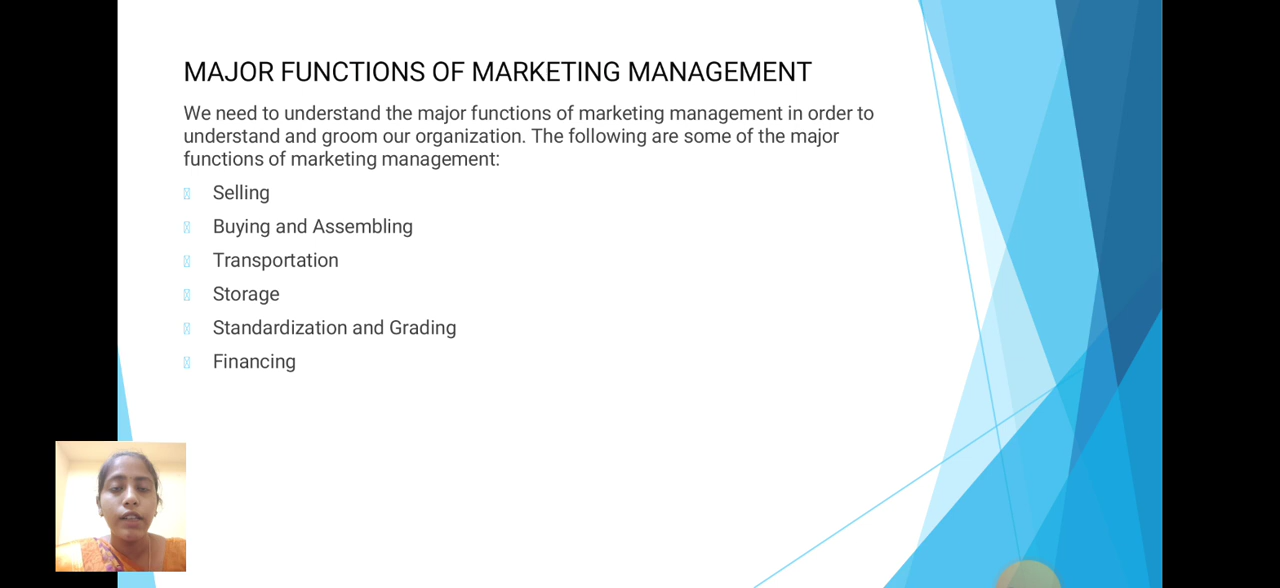 MAJOR FUNCTIONS OF MARKETING MANAGEMENT
We need to understand the major functions of marketing management in order to
understand and groom our organization. The following are some of the major
functions of marketing management:
Selling
Buying and Assembling
Transportation
Storage
Standardization and Grading
Financing